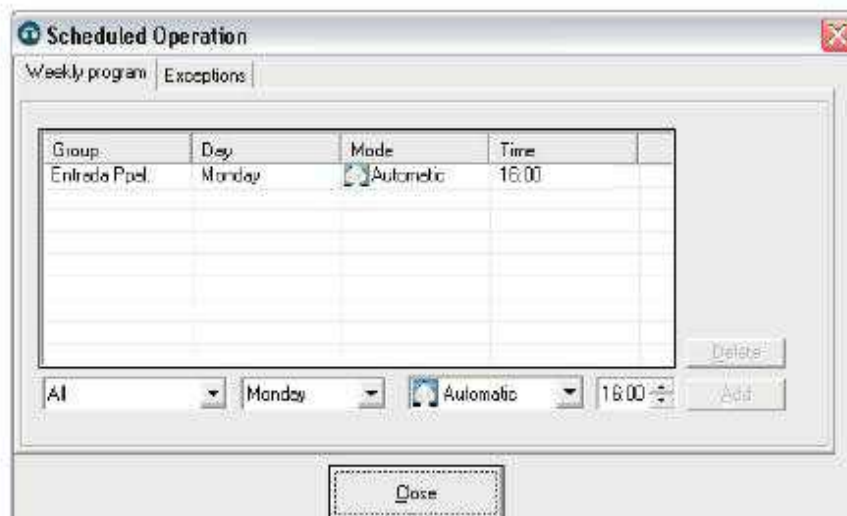 Scheduled Operation
Weekly program Exceptions
Group Day Mode Time
Entrada Ppal. Monday Automatic 16:00
Delete
All Monday Automatic 16:00 Add
Close